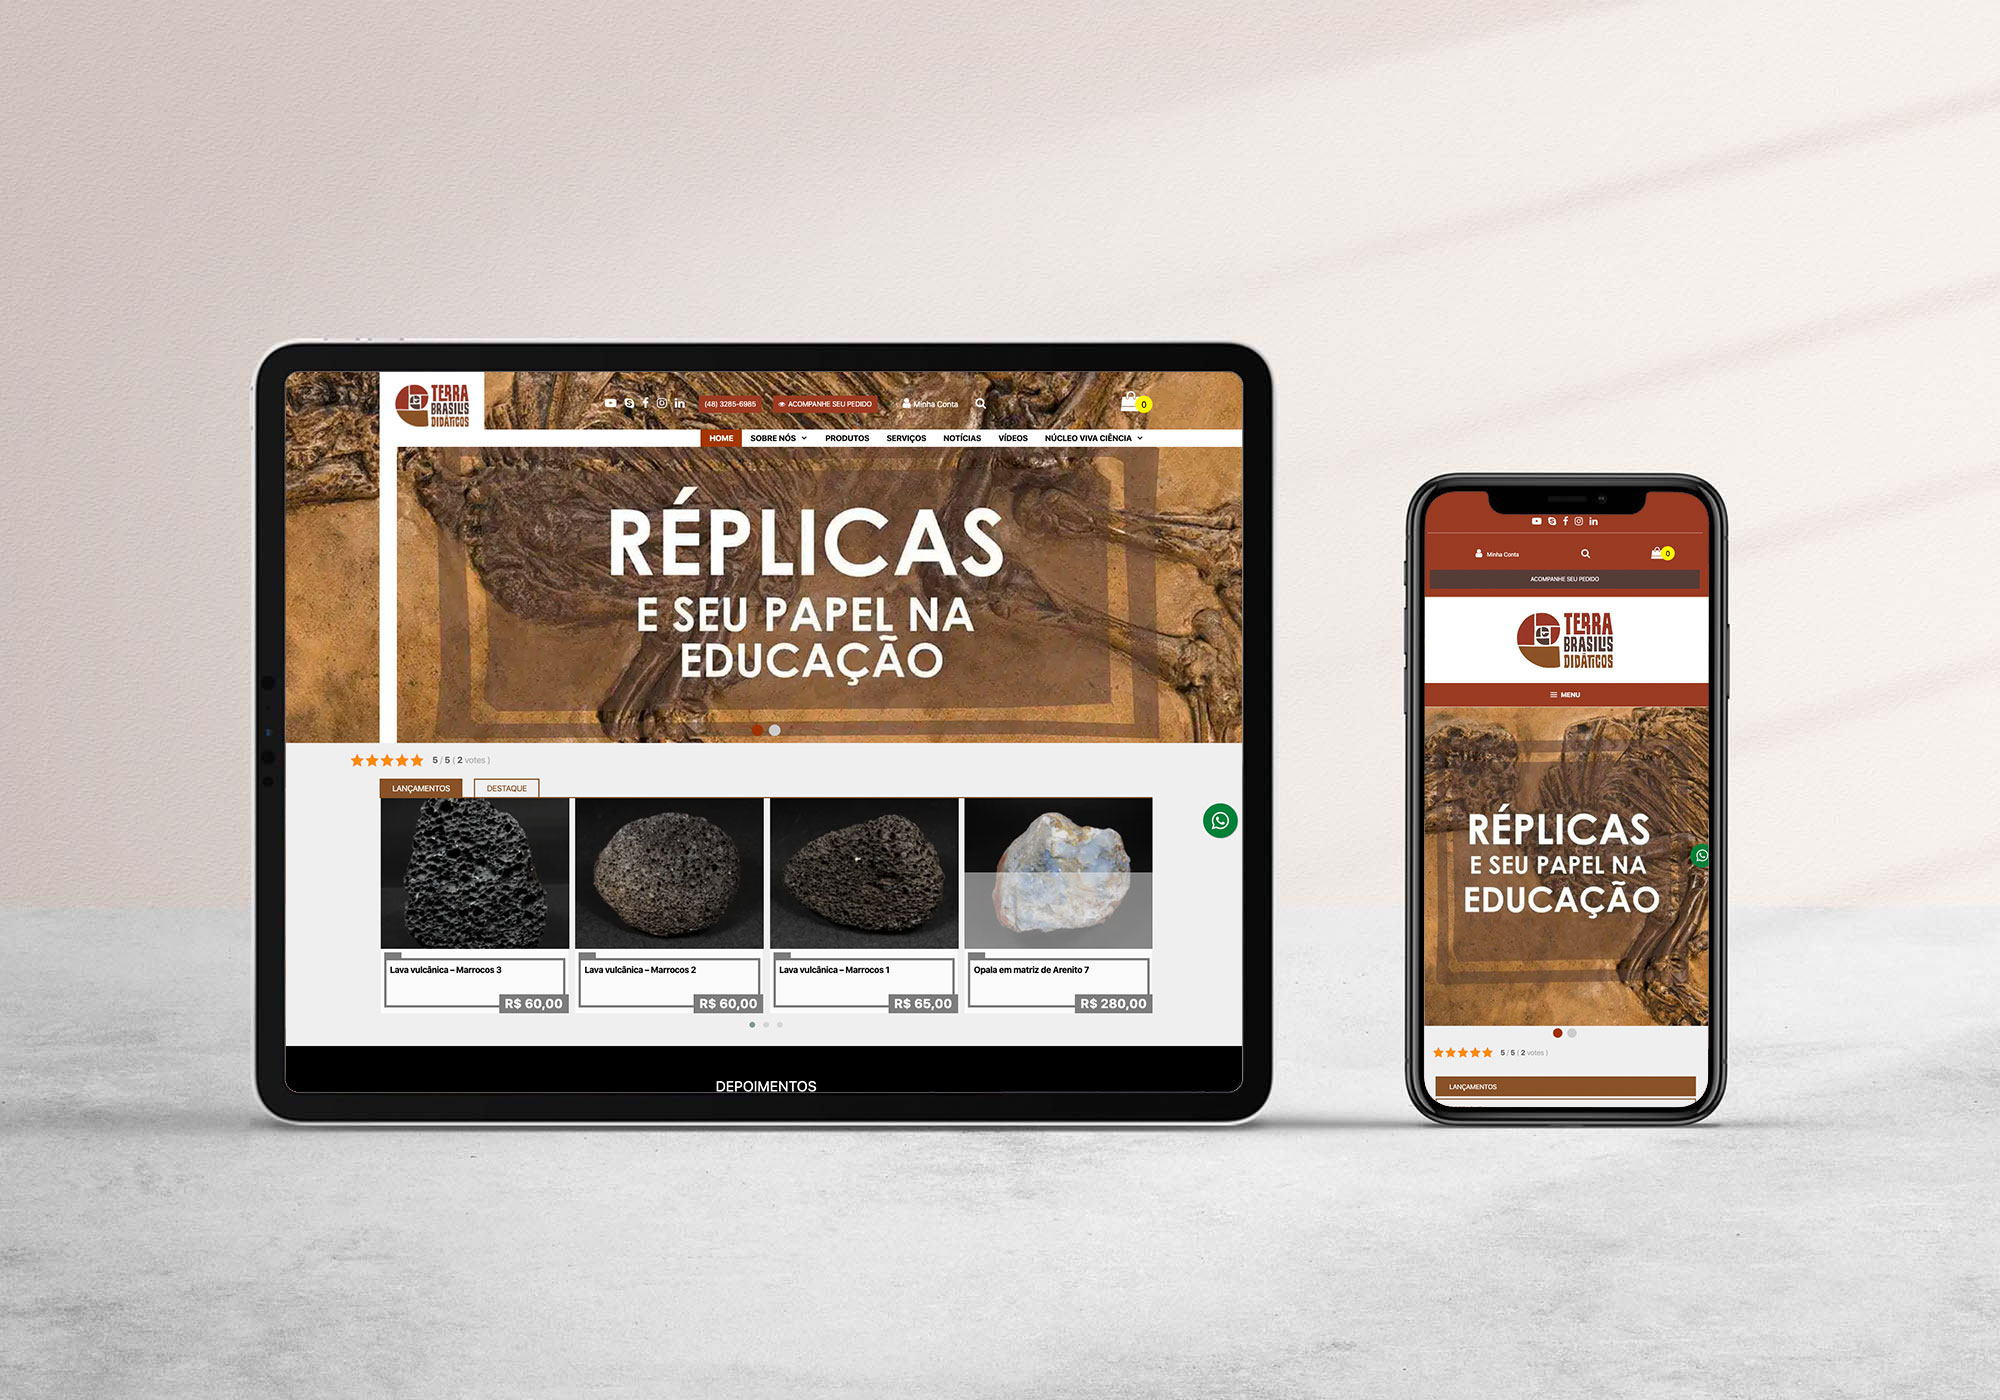 TERRA
BRASILIS
DIDÁTICOS
(48) 3285-6985
ACOMPANHE SEU PEDIDO
Minha Conta
0
HOME
SOBRE NÓS
PRODUTOS
SERVIÇOS
NOTÍCIAS
VÍDEOS
NÚCLEO VIVA CIÊNCIA
RÉPLICAS
E SEU PAPEL NA
EDUCAÇÃO
5 / 5 ( 2 votes )
LANÇAMENTOS
DESTAQUE
Lava vulcânica – Marrocos 3
R$ 60,00
Lava vulcânica – Marrocos 2
R$ 60,00
Lava vulcânica – Marrocos 1
R$ 65,00
Opala em matriz de Arenito 7
R$ 280,00
DEPOIMENTOS
Minha Conta
0
ACOMPANHE SEU PEDIDO
TERRA
BRASILIS
DIDÁTICOS
MENU
RÉPLICAS
E SEU PAPEL NA
EDUCAÇÃO
5 / 5 ( 2 votes )
LANÇAMENTOS